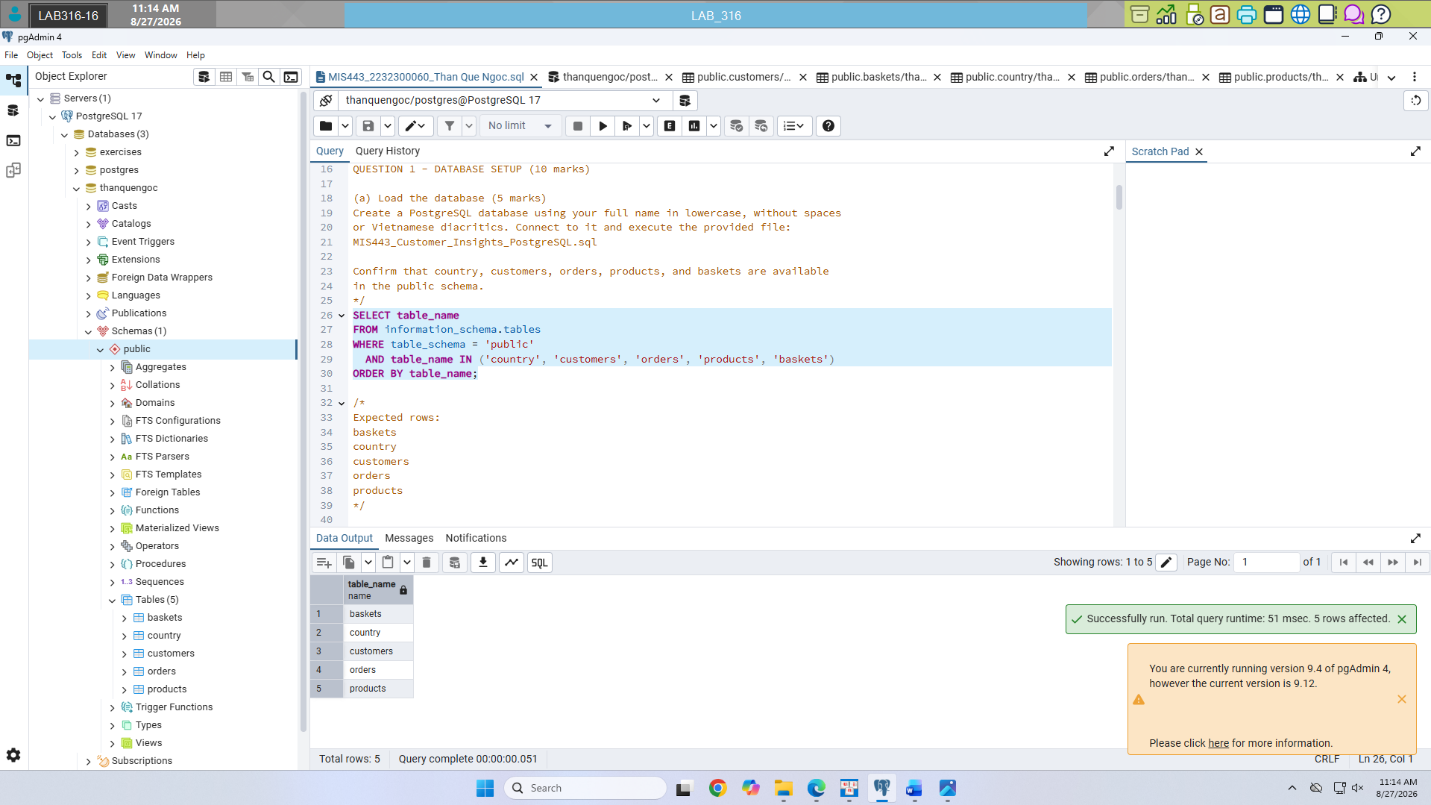 LAB316-16
11:14 AM
8/27/2026
LAB_316
pgAdmin 4
File Object Tools Edit View Window Help
Object Explorer
MIS443_2232300060_Than Que Ngoc.sql
thanquengoc/post...
public.customers/...
public.baskets/tha...
public.country/tha...
public.orders/than...
public.products/th...
thanquengoc/postgres@PostgreSQL 17
No limit
Servers (1)
PostgreSQL 17
Databases (3)
exercises
postgres
thanquengoc
Casts
Catalogs
Event Triggers
Extensions
Foreign Data Wrappers
Languages
Publications
Schemas (1)
public
Aggregates
Collations
Domains
FTS Configurations
FTS Dictionaries
FTS Parsers
FTS Templates
Foreign Tables
Functions
Materialized Views
Operators
Procedures
Sequences
Tables (5)
baskets
country
customers
orders
products
Trigger Functions
Types
Views
Subscriptions
Query Query History
Scratch Pad
16 QUESTION 1 - DATABASE SETUP (10 marks)
17
18 (a) Load the database (5 marks)
19 Create a PostgreSQL database using your full name in lowercase, without spaces
20 or Vietnamese diacritics. Connect to it and execute the provided file:
21 MIS443_Customer_Insights_PostgreSQL.sql
22
23 Confirm that country, customers, orders, products, and baskets are available
24 in the public schema.
25 */
26 SELECT table_name
27 FROM information_schema.tables
28 WHERE table_schema = 'public'
29 AND table_name IN ('country', 'customers', 'orders', 'products', 'baskets')
30 ORDER BY table_name;
31
32 /*
33 Expected rows:
34 baskets
35 country
36 customers
37 orders
38 products
39 */
40
Data Output Messages Notifications
SQL
Showing rows: 1 to 5
Page No: 1 of 1
table_name
name
1 baskets
2 country
3 customers
4 orders
5 products
Successfully run. Total query runtime: 51 msec. 5 rows affected.
You are currently running version 9.4 of pgAdmin 4,
however the current version is 9.12.
Please click here for more information.
Total rows: 5 Query complete 00:00:00.051
CRLF Ln 26, Col 1
Search
11:14 AM
8/27/2026